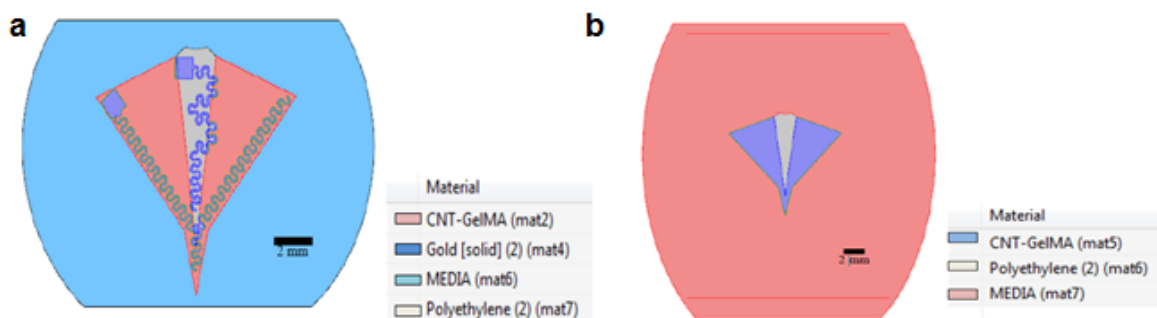 a
2 mm
Material
CNT-GelMA (mat2)
Gold [solid] (2) (mat4)
MEDIA (mat6)
Polyethylene (2) (mat7)
b
2 mm
Material
CNT-GelMA (mat5)
Polyethylene (2) (mat6)
MEDIA (mat7)